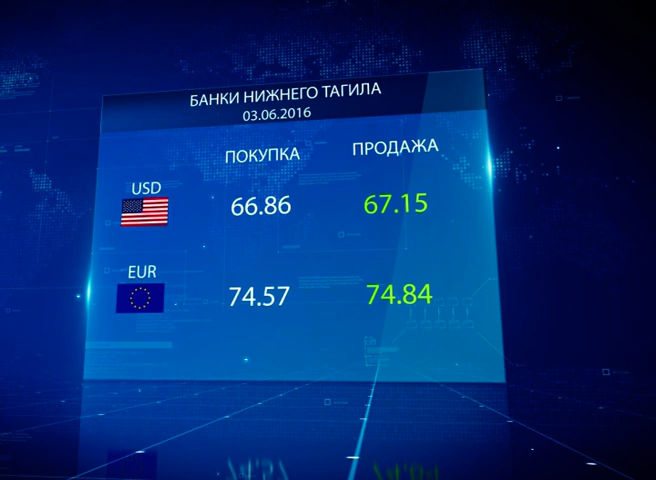 БАНКИ НИЖНЕГО ТАГИЛА
03.06.2016
ПОКУПКА ПРОДАЖА
USD
66.86 67.15
EUR
74.57 74.84